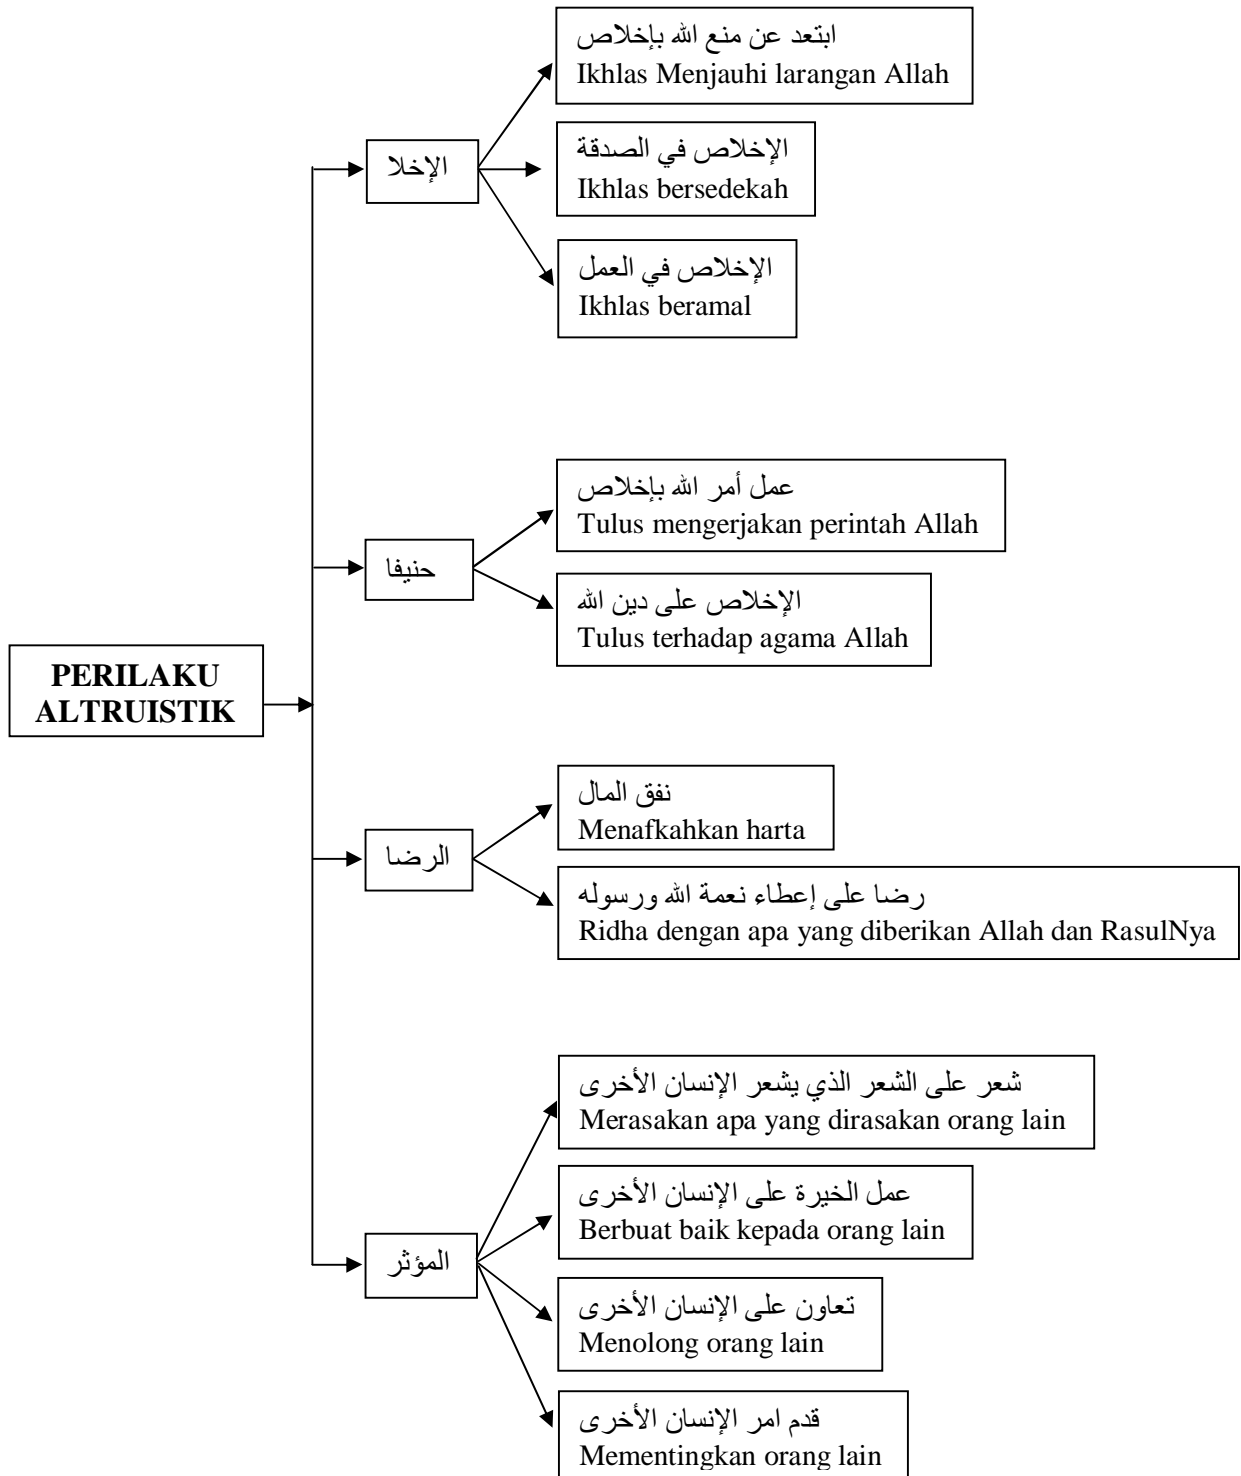 ابتعد عن منع الله بإخلاص
Ikhlas Menjauhi larangan Allah
الإخلا
الإخلاص في الصدقة
Ikhlas bersedekah
الإخلاص في العمل
Ikhlas beramal
عمل أمر الله بإخلاص
Tulus mengerjakan perintah Allah
حنيفا
الإخلاص على دين الله
Tulus terhadap agama Allah
PERILAKU
ALTRUISTIK
نفق المال
Menafkahkan harta
الرضا
رضا على إعطاء نعمة الله ورسوله
Ridha dengan apa yang diberikan Allah dan RasulNya
شعر على الشعر الذي يشعر الإنسان الأخرى
Merasakan apa yang dirasakan orang lain
عمل الخيرة على الإنسان الأخرى
Berbuat baik kepada orang lain
المؤثر
تعاون على الإنسان الأخرى
Menolong orang lain
قدم امر الإنسان الأخرى
Mementingkan orang lain